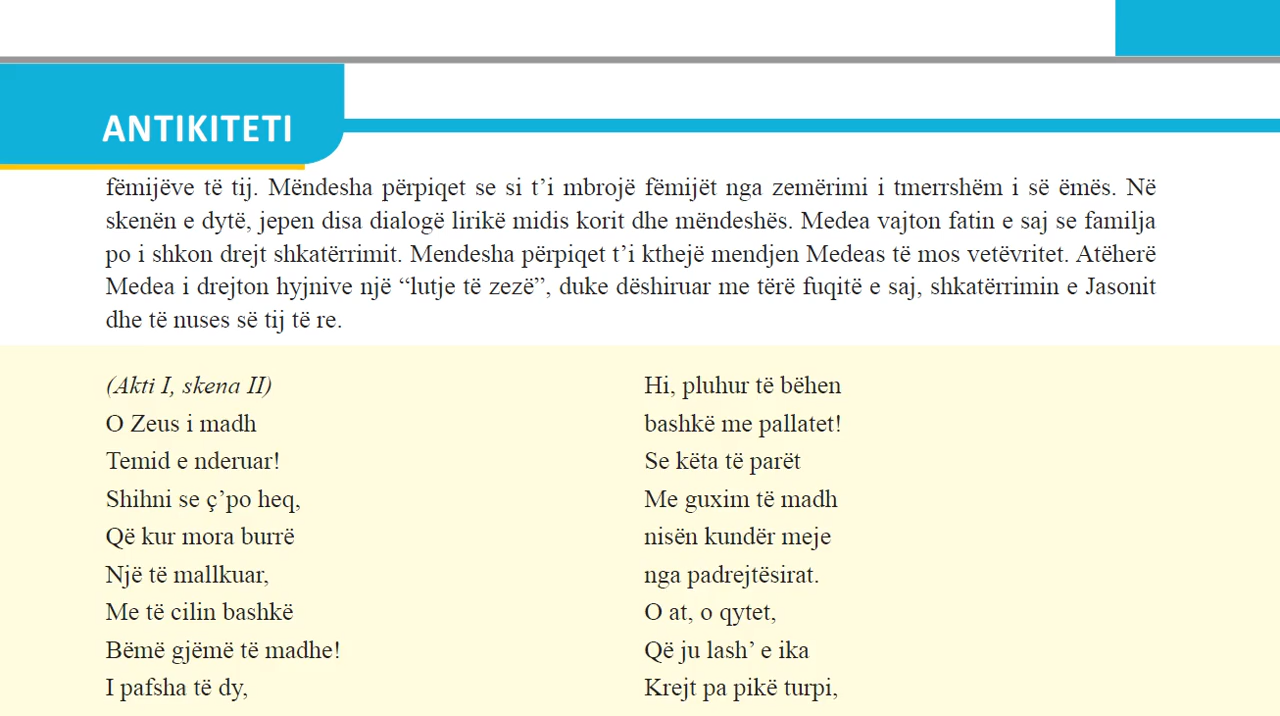 ANTIKITETI
fëmijëve të tij. Mëndesha përpiqet se si t’i mbrojë fëmijët nga zemërimi i tmerrshëm i së ëmës. Në
skenën e dytë, jepen disa dialogë lirikë midis korit dhe mëndeshës. Medea vajton fatin e saj se familja
po i shkon drejt shkatërrimit. Mendesha përpiqet t’i kthejë mendjen Medeas të mos vetëvritet. Atëherë
Medea i drejton hyjnive një “lutje të zezë”, duke dëshiruar me tërë fuqitë e saj, shkatërrimin e Jasonit
dhe të nuses së tij të re.
(Akti I, skena II)
O Zeus i madh
Temid e nderuar!
Shihni se ç’po heq,
Që kur mora burrë
Një të mallkuar,
Me të cilin bashkë
Bëmë gjëmë të madhe!
I pafsha të dy,
Hi, pluhur të bëhen
bashkë me pallatet!
Se këta të parët
Me guxim të madh
nisën kundër meje
nga padrejtësirat.
O at, o qytet,
Që ju lash’ e ika
Krejt pa pikë turpi,